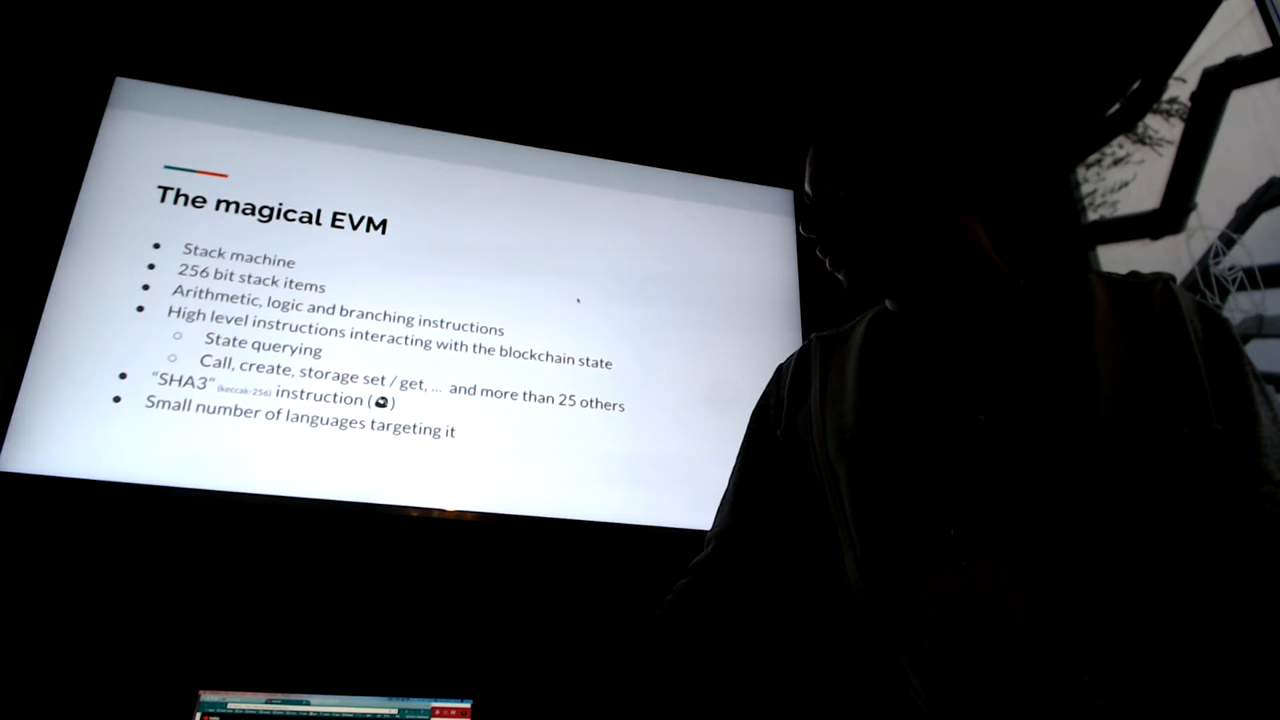 The magical EVM
Stack machine
256 bit stack items
Arithmetic, logic and branching instructions
High level instructions interacting with the blockchain state
State querying
Call, create, storage set / get, ... and more than 25 others
"SHA3" (keccak-256) instruction ( )
Small number of languages targeting it